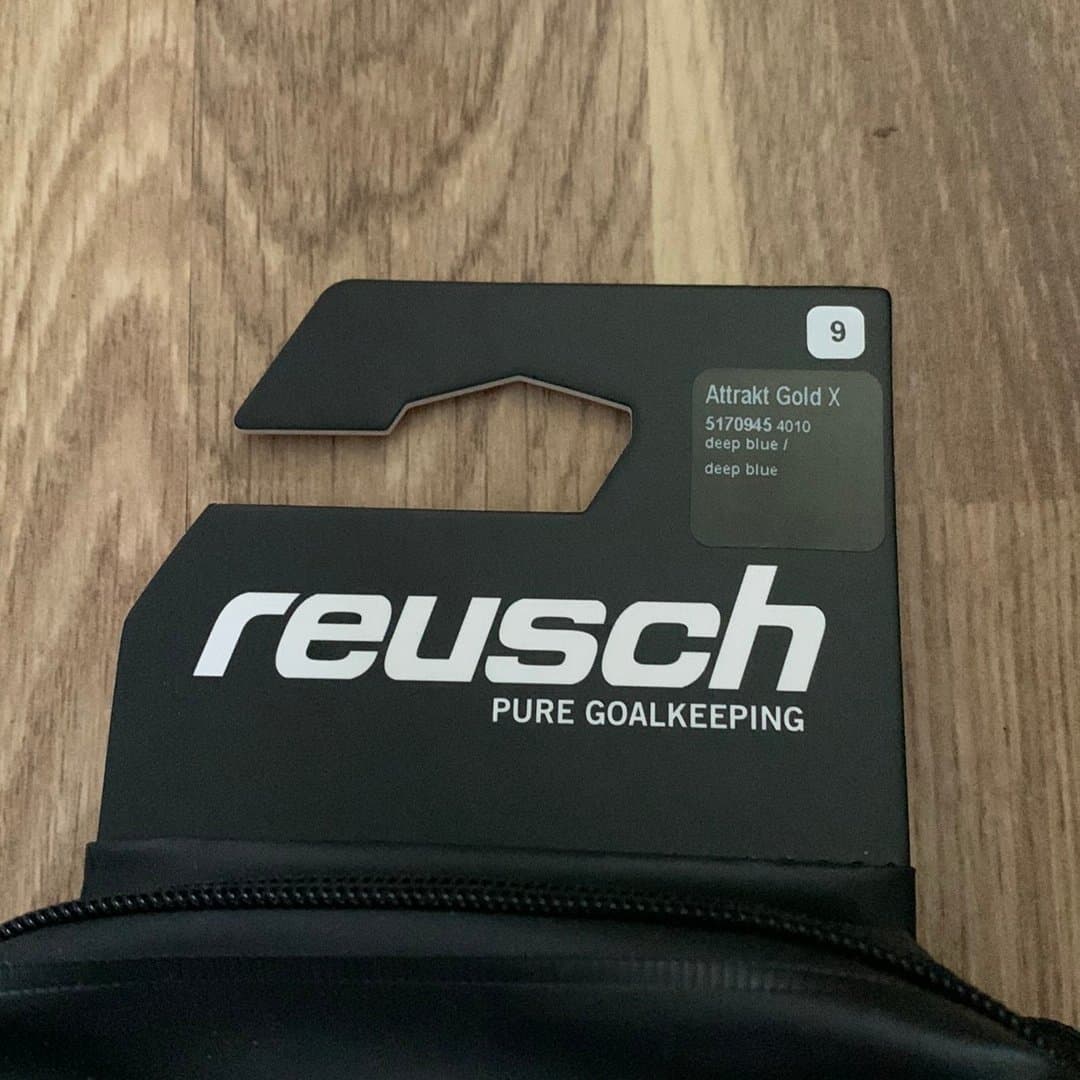 9
Attrakt Gold X
5170945 4010
deep blue /
deep blue
reusch
PURE GOALKEEPING